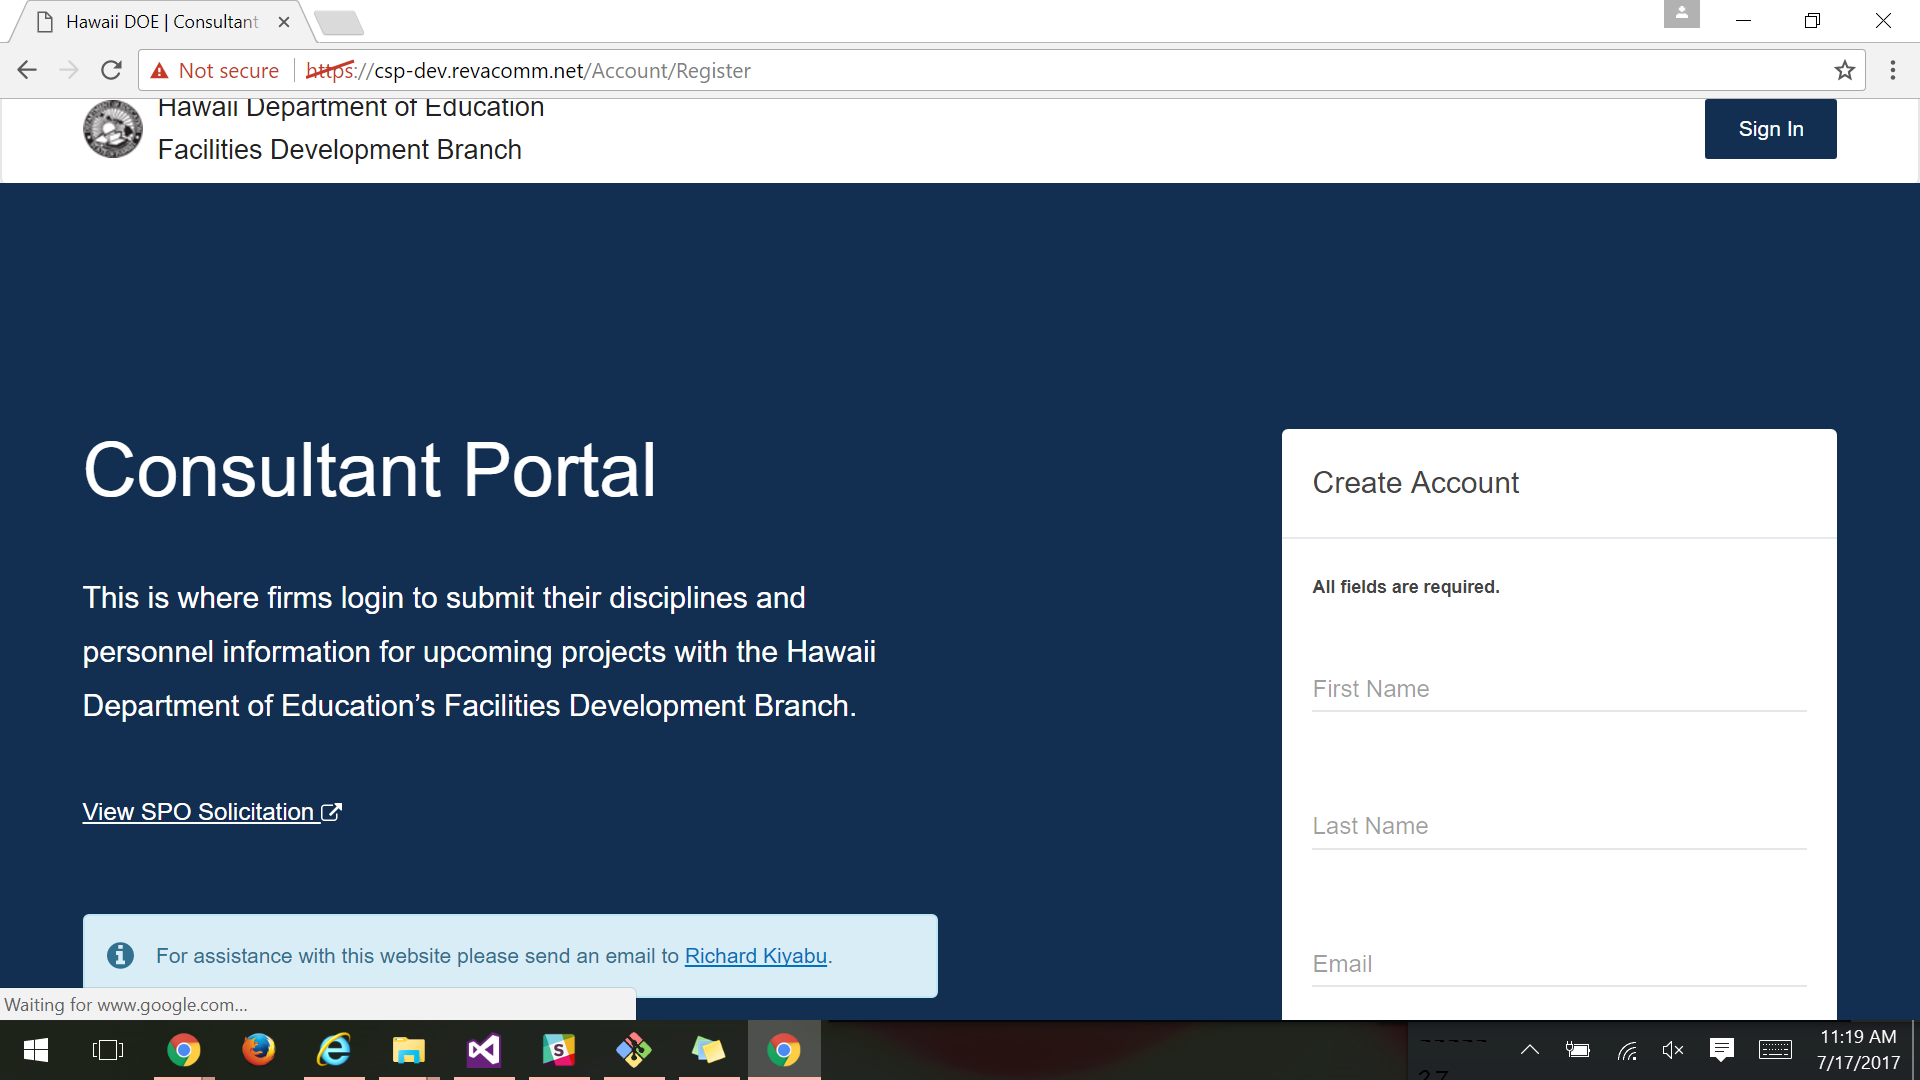 Hawaii DOE | Consultant
Not secure
https://csp-dev.revacomm.net/Account/Register
Hawaii Department of Education
Facilities Development Branch
Sign In
Consultant Portal
This is where firms login to submit their disciplines and
personnel information for upcoming projects with the Hawaii
Department of Education’s Facilities Development Branch.
View SPO Solicitation
For assistance with this website please send an email to Richard Kiyabu.
Create Account
All fields are required.
First Name
Last Name
Email
Waiting for www.google.com...
11:19 AM
7/17/2017